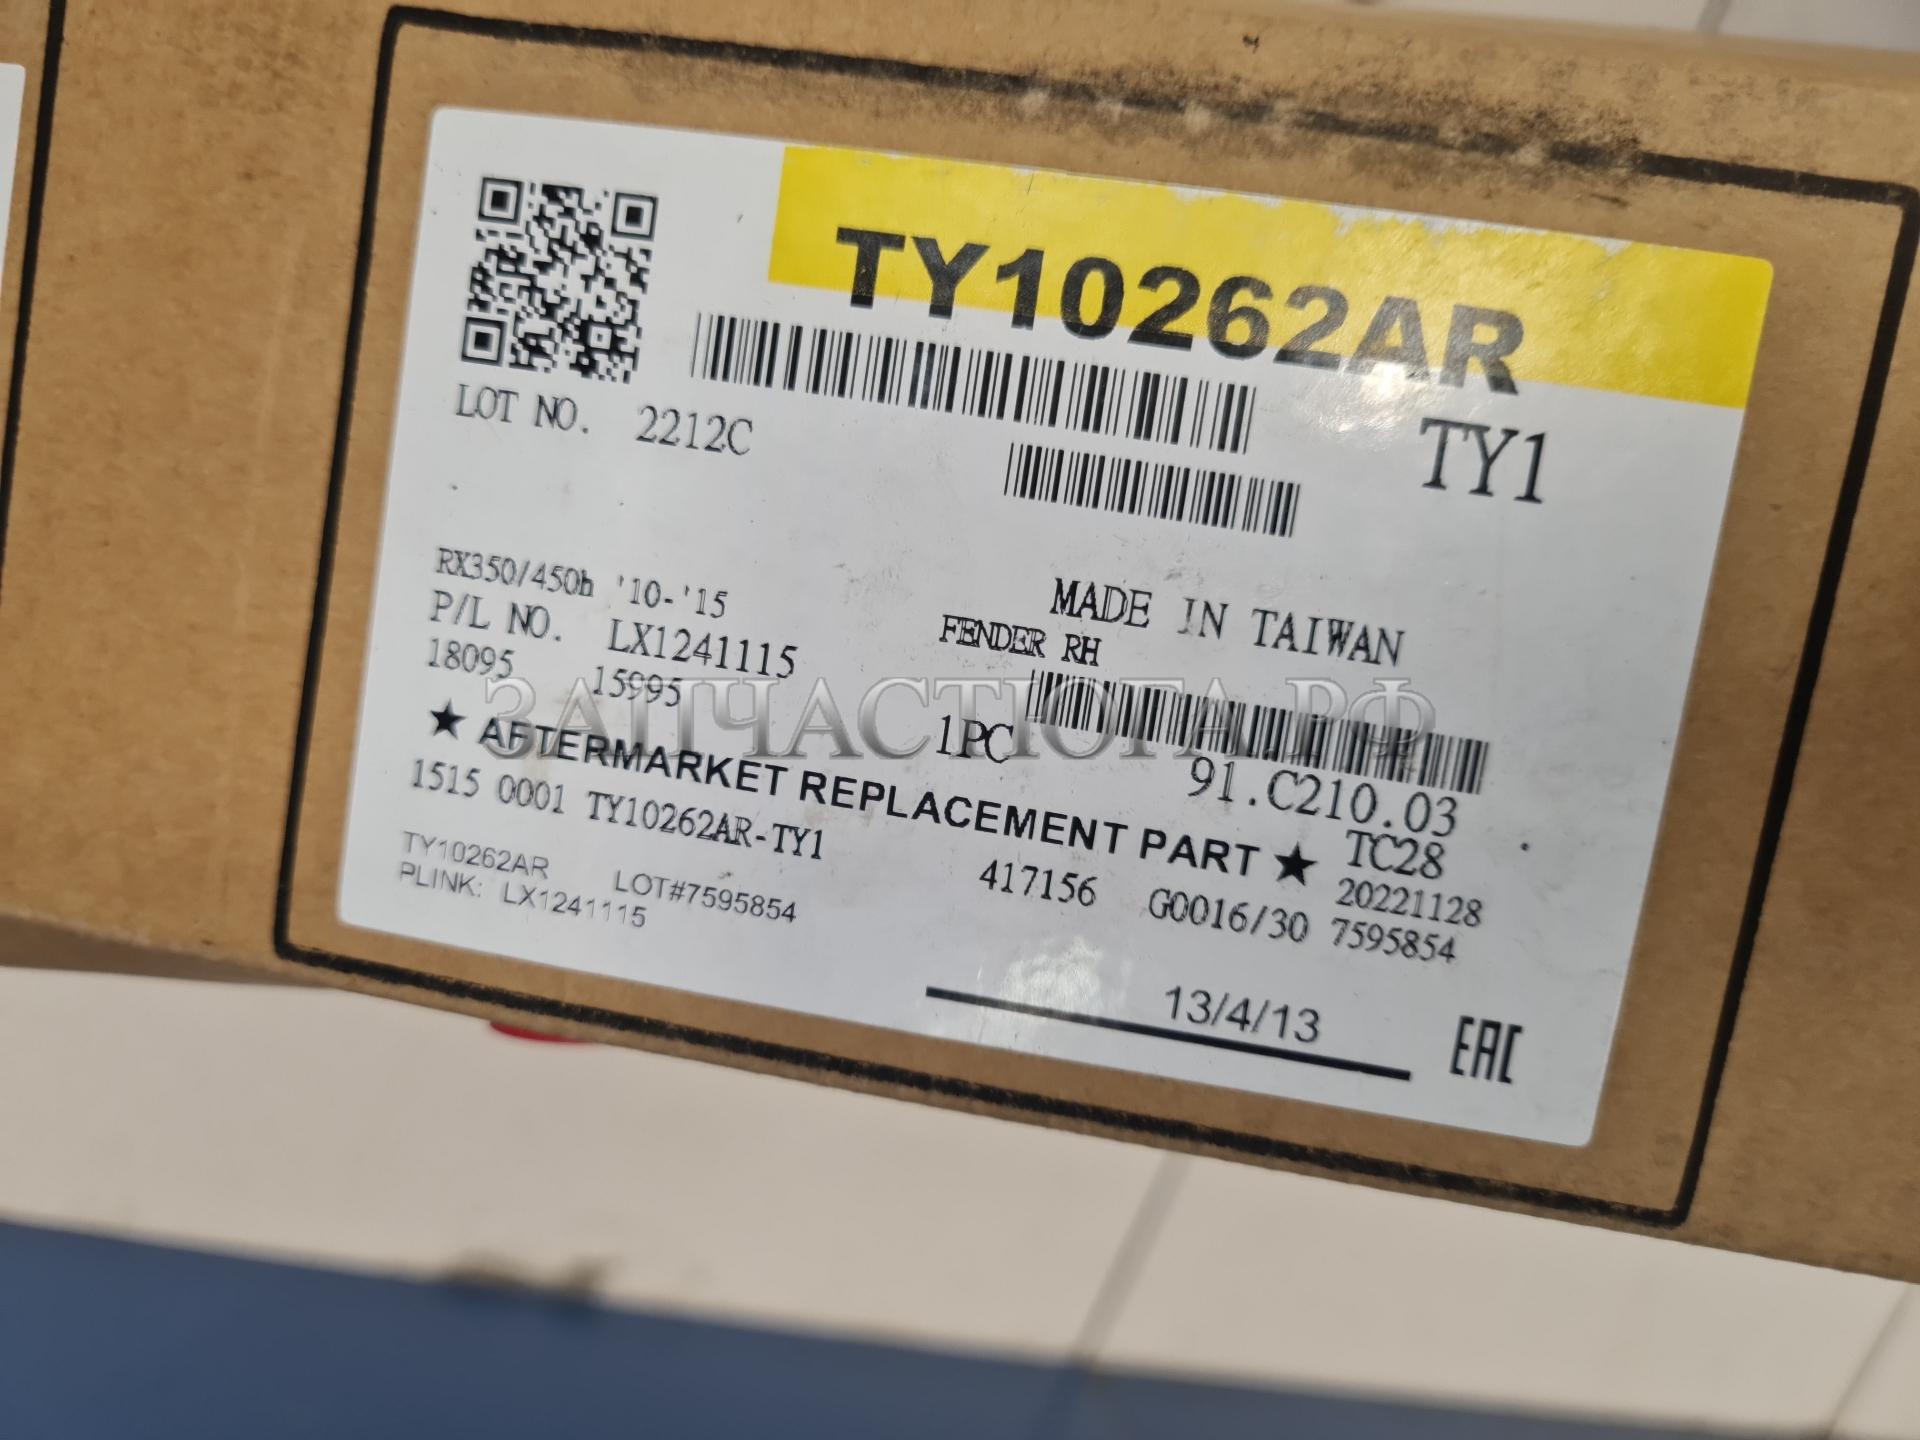 TY10262AR
TY1
LOT NO. 2212C
RX350/450h '10-'15
MADE IN TAIWAN
P/L NO. LX1241115
FENDER RH
18095 15995
1PC
91.C210.03
★ AFTERMARKET REPLACEMENT PART ★
TC28
1515 0001 TY10262AR-TY1
417156 G0016/30
20221128
7595854
TY10262AR LOT#7595854
PLINK: LX1241115
13/4/13
EAC
ЗАПЧАСТЮГА.РФ